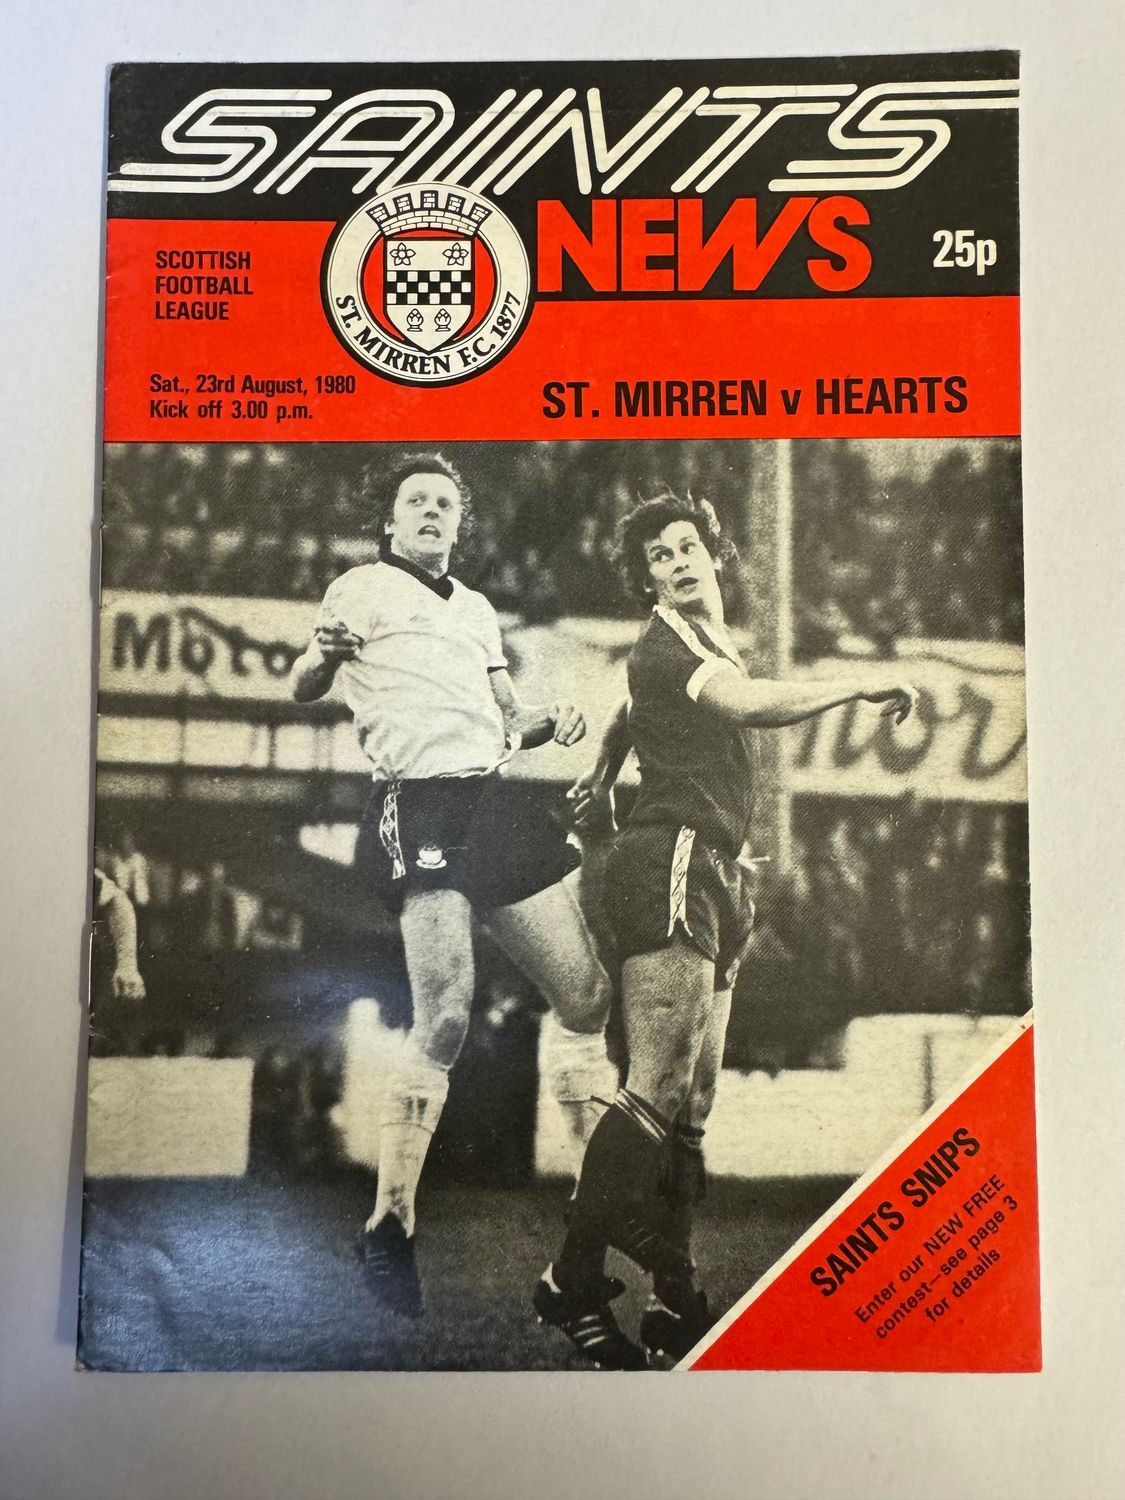 SAINTS
NEWS
25p
SCOTTISH
FOOTBALL
LEAGUE
ST. MIRREN F.C. 1877
Sat., 23rd August, 1980
Kick off 3.00 p.m.
ST. MIRREN v HEARTS
Moto
SAINTS SNIPS
Enter our NEW FREE
contest—see page 3
for details